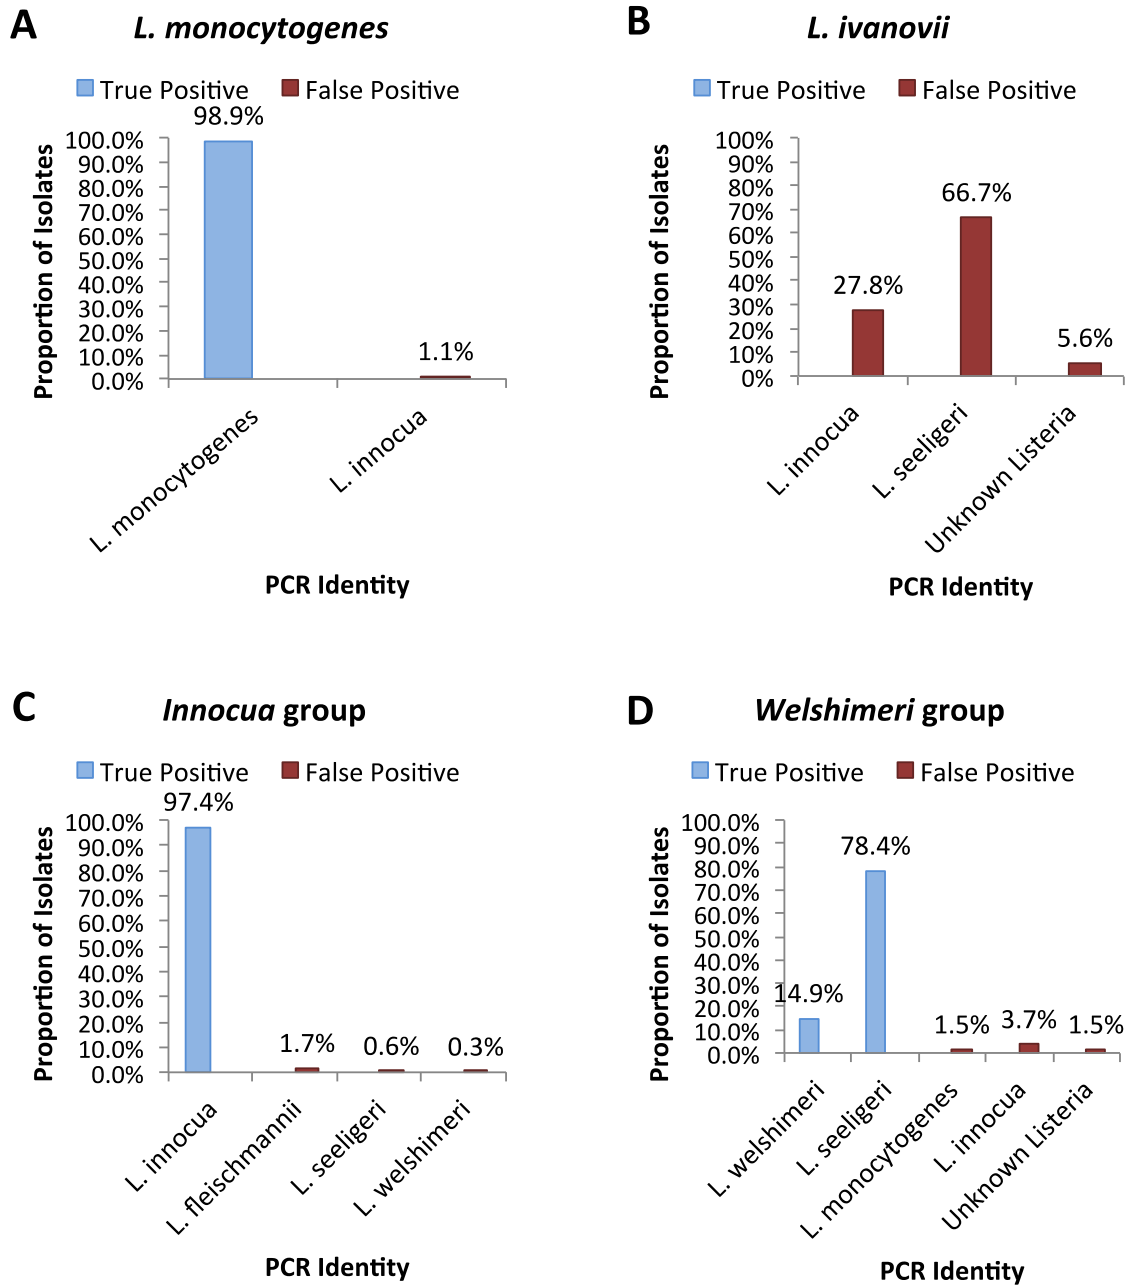 A
L. monocytogenes
True Positive
False Positive
98.9%
100.0%
90.0%
80.0%
70.0%
60.0%
50.0%
40.0%
30.0%
20.0%
10.0%
0.0%
1.1%
Proportion of Isolates
L. monocytogenes
L. innocua
PCR Identity
B
L. ivanovii
True Positive
False Positive
100%
90%
80%
70%
60%
50%
40%
30%
20%
10%
0%
27.8%
66.7%
5.6%
Proportion of Isolates
L. innocua
L. seeligeri
Unknown Listeria
PCR Identity
C
Innocua group
True Positive
False Positive
97.4%
100.0%
90.0%
80.0%
70.0%
60.0%
50.0%
40.0%
30.0%
20.0%
10.0%
0.0%
1.7%
0.6%
0.3%
Proportion of Isolates
L. innocua
L. fleischmannii
L. seeligeri
L. welshimeri
PCR Identity
D
Welshimeri group
True Positive
False Positive
100.0%
90.0%
80.0%
70.0%
60.0%
50.0%
40.0%
30.0%
20.0%
10.0%
0.0%
14.9%
78.4%
1.5%
3.7%
1.5%
Proportion of Isolates
L. welshimeri
L. seeligeri
L. monocytogenes
L. innocua
Unknown Listeria
PCR Identity